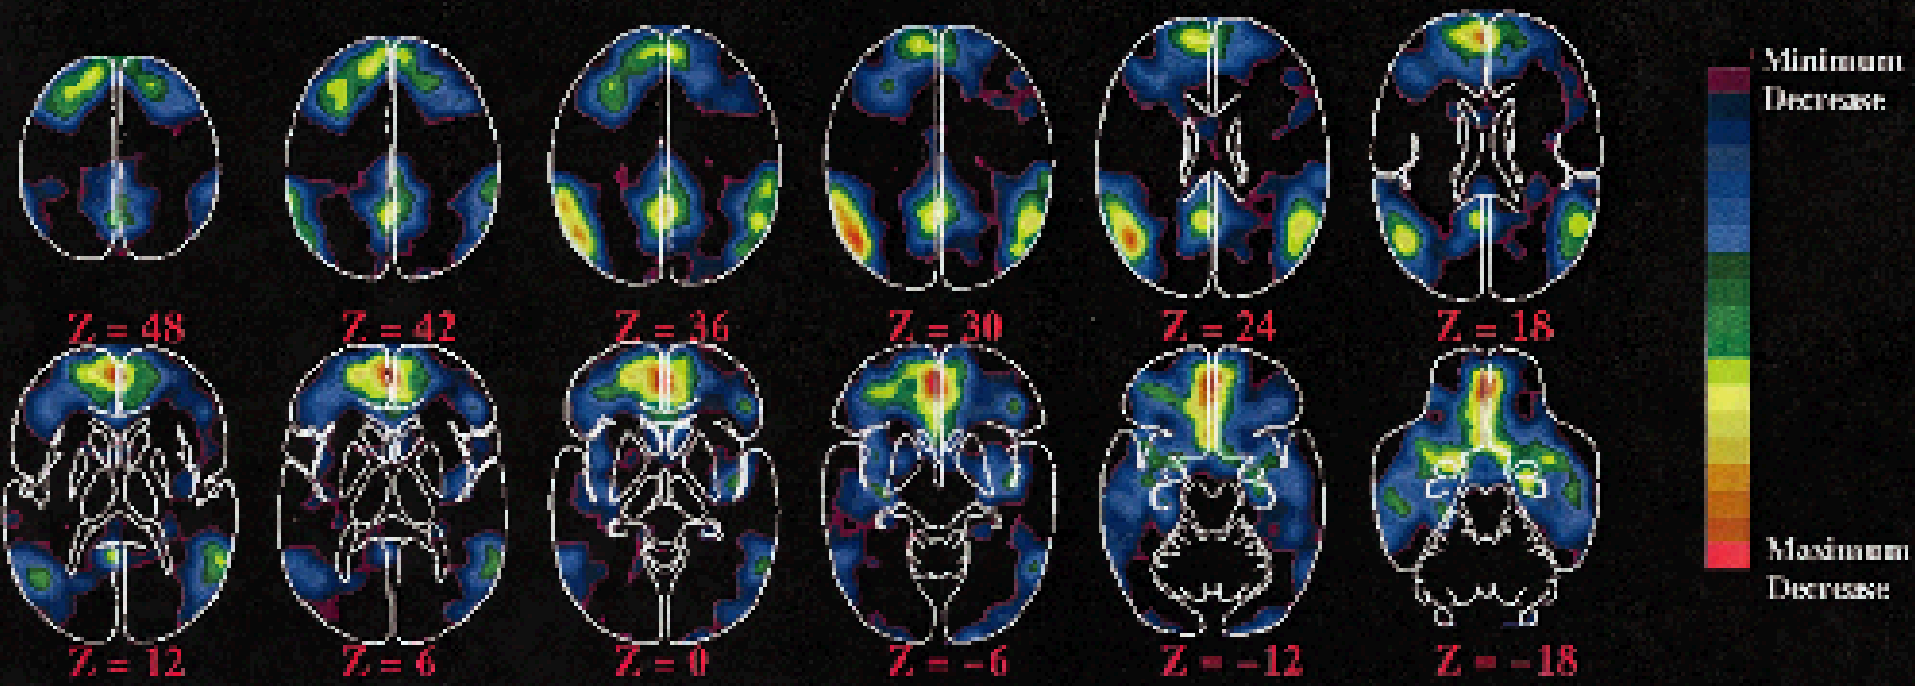 Minimum
Decrease
Z = 48
Z = 42
Z = 36
Z = 30
Z = 24
Z = 18
Maximum
Decrease
Z = 12
Z = 6
Z = 0
Z = -6
Z = -12
Z = -18